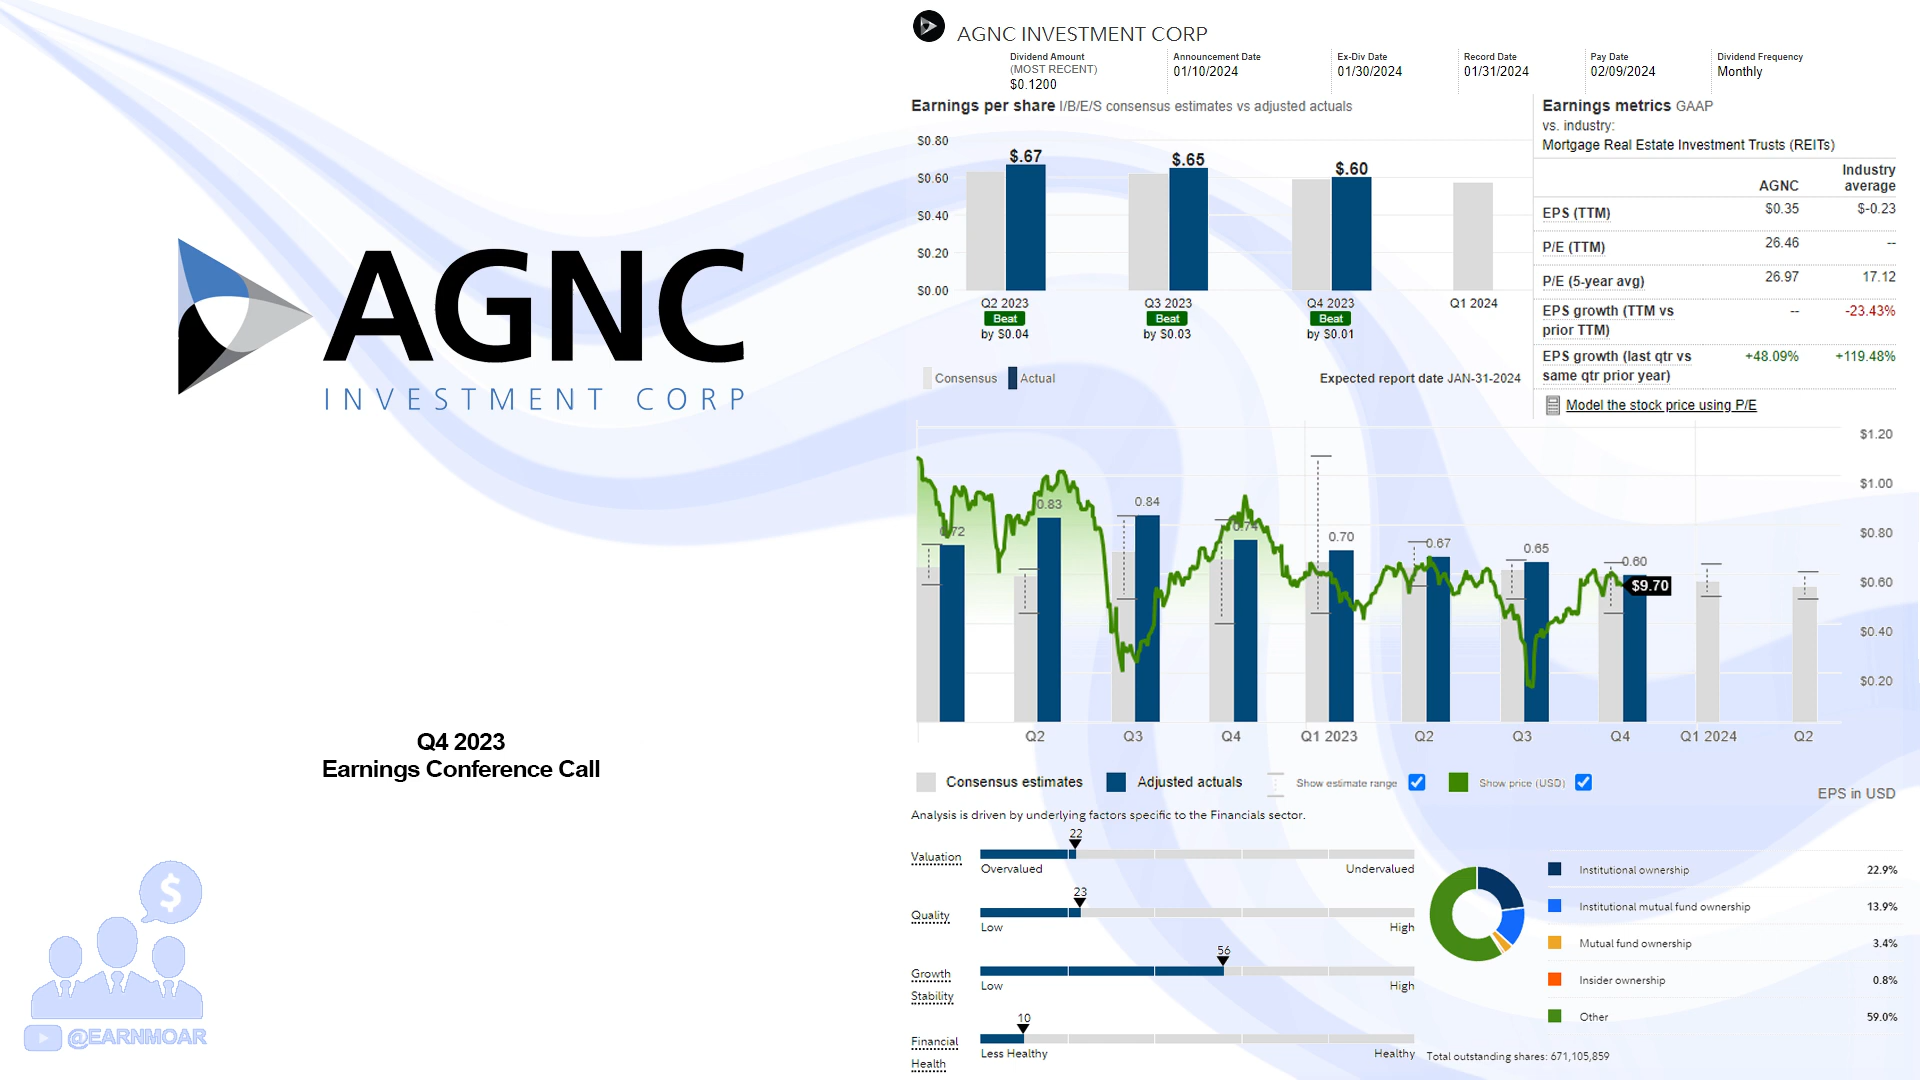 AGNC
INVESTMENT CORP
Q4 2023
Earnings Conference Call
$
@EARNMOAR
AGNC INVESTMENT CORP
Dividend Amount
(MOST RECENT)
$0.1200
Announcement Date
01/10/2024
Ex-Div Date
01/30/2024
Record Date
01/31/2024
Pay Date
02/09/2024
Dividend Frequency
Monthly
Earnings per share I/B/E/S consensus estimates vs adjusted actuals
$0.80
$0.60
$0.40
$0.20
$0.00
$.67
$.65
$.60
Q2 2023
Beat
by $0.04
Q3 2023
Beat
by $0.03
Q4 2023
Beat
by $0.01
Q1 2024
Consensus Actual
Expected report date JAN-31-2024
Earnings metrics GAAP
vs. industry:
Mortgage Real Estate Investment Trusts (REITs)
AGNC Industry average
EPS (TTM) $0.35 $-0.23
P/E (TTM) 26.46 --
P/E (5-year avg) 26.97 17.12
EPS growth (TTM vs prior TTM) -- -23.43%
EPS growth (last qtr vs same qtr prior year) +48.09% +119.48%
Model the stock price using P/E
$1.20
$1.00
$0.80
$0.60
$0.40
$0.20
0.72
0.83
0.84
0.74
0.70
0.67
0.65
0.60
$9.70
Q2 Q3 Q4 Q1 2023 Q2 Q3 Q4 Q1 2024 Q2
Consensus estimates Adjusted actuals Show estimate range Show price (USD)
EPS in USD
Analysis is driven by underlying factors specific to the Financials sector.
22
Valuation
Overvalued Undervalued
23
Quality
Low High
56
Growth Stability
Low High
10
Financial Health
Less Healthy Healthy
Institutional ownership 22.9%
Institutional mutual fund ownership 13.9%
Mutual fund ownership 3.4%
Insider ownership 0.8%
Other 59.0%
Total outstanding shares: 671,105,859